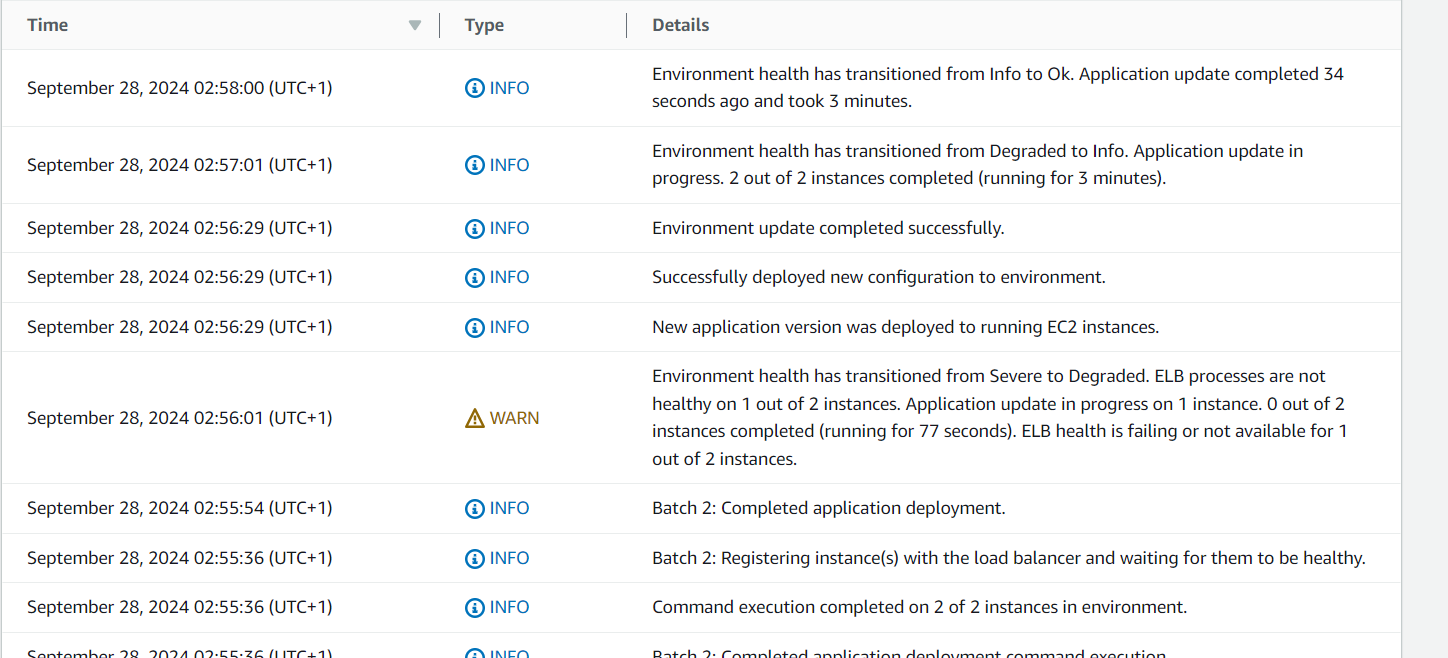 Time Type Details
September 28, 2024 02:58:00 (UTC+1) INFO Environment health has transitioned from Info to Ok. Application update completed 34
seconds ago and took 3 minutes.
September 28, 2024 02:57:01 (UTC+1) INFO Environment health has transitioned from Degraded to Info. Application update in
progress. 2 out of 2 instances completed (running for 3 minutes).
September 28, 2024 02:56:29 (UTC+1) INFO Environment update completed successfully.
September 28, 2024 02:56:29 (UTC+1) INFO Successfully deployed new configuration to environment.
September 28, 2024 02:56:29 (UTC+1) INFO New application version was deployed to running EC2 instances.
September 28, 2024 02:56:01 (UTC+1) WARN Environment health has transitioned from Severe to Degraded. ELB processes are not
healthy on 1 out of 2 instances. Application update in progress on 1 instance. 0 out of 2
instances completed (running for 77 seconds). ELB health is failing or not available for 1
out of 2 instances.
September 28, 2024 02:55:54 (UTC+1) INFO Batch 2: Completed application deployment.
September 28, 2024 02:55:36 (UTC+1) INFO Batch 2: Registering instance(s) with the load balancer and waiting for them to be healthy.
September 28, 2024 02:55:36 (UTC+1) INFO Command execution completed on 2 of 2 instances in environment.
September 28, 2024 02:55:36 (UTC+1) INFO Batch 2: Completed application deployment command execution.